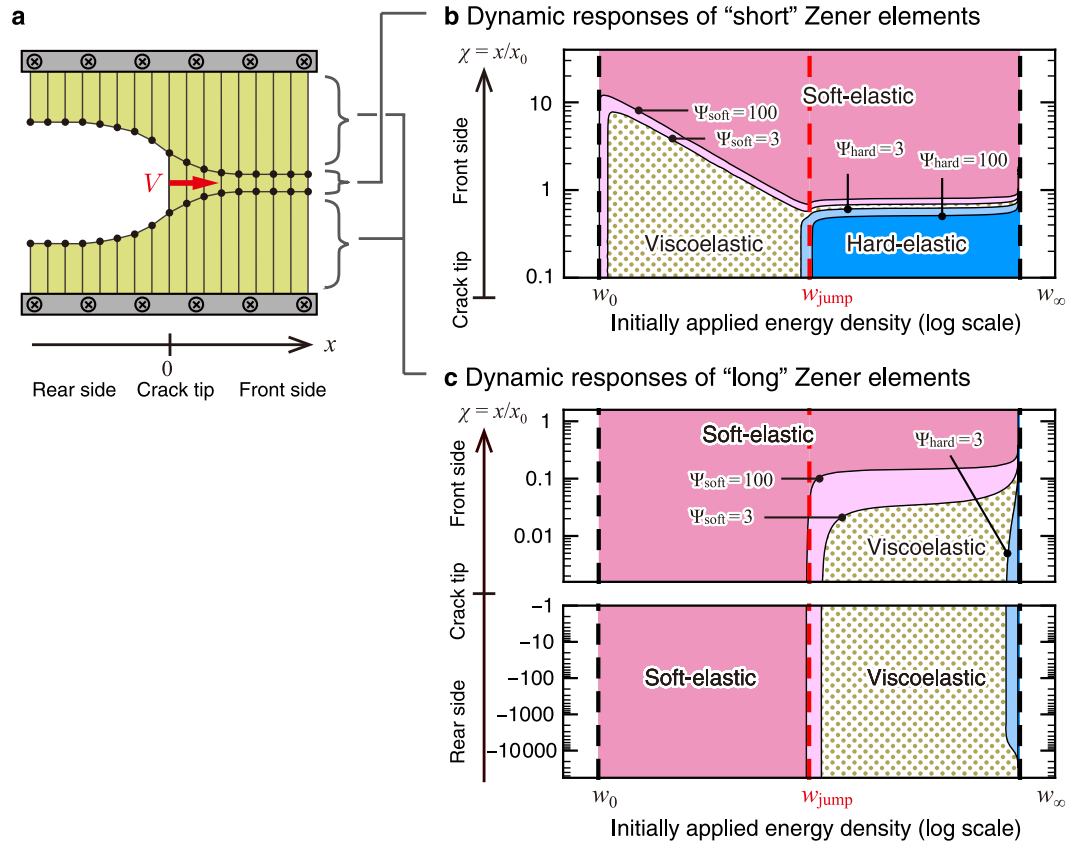 a
V
x
0
Rear side Crack tip Front side
b Dynamic responses of “short” Zener elements
χ = x/x₀
Front side
Crack tip
10
1
0.1
Soft-elastic
Ψsoft = 100
Ψsoft = 3
Ψhard = 3
Ψhard = 100
Viscoelastic
Hard-elastic
w₀ wjump w∞
Initially applied energy density (log scale)
c Dynamic responses of “long” Zener elements
χ = x/x₀
Front side
Crack tip
Rear side
1
0.1
0.01
Soft-elastic
Ψhard = 3
Ψsoft = 100
Ψsoft = 3
Viscoelastic
-1
-10
-100
-1000
-10000
Soft-elastic
Viscoelastic
w₀ wjump w∞
Initially applied energy density (log scale)